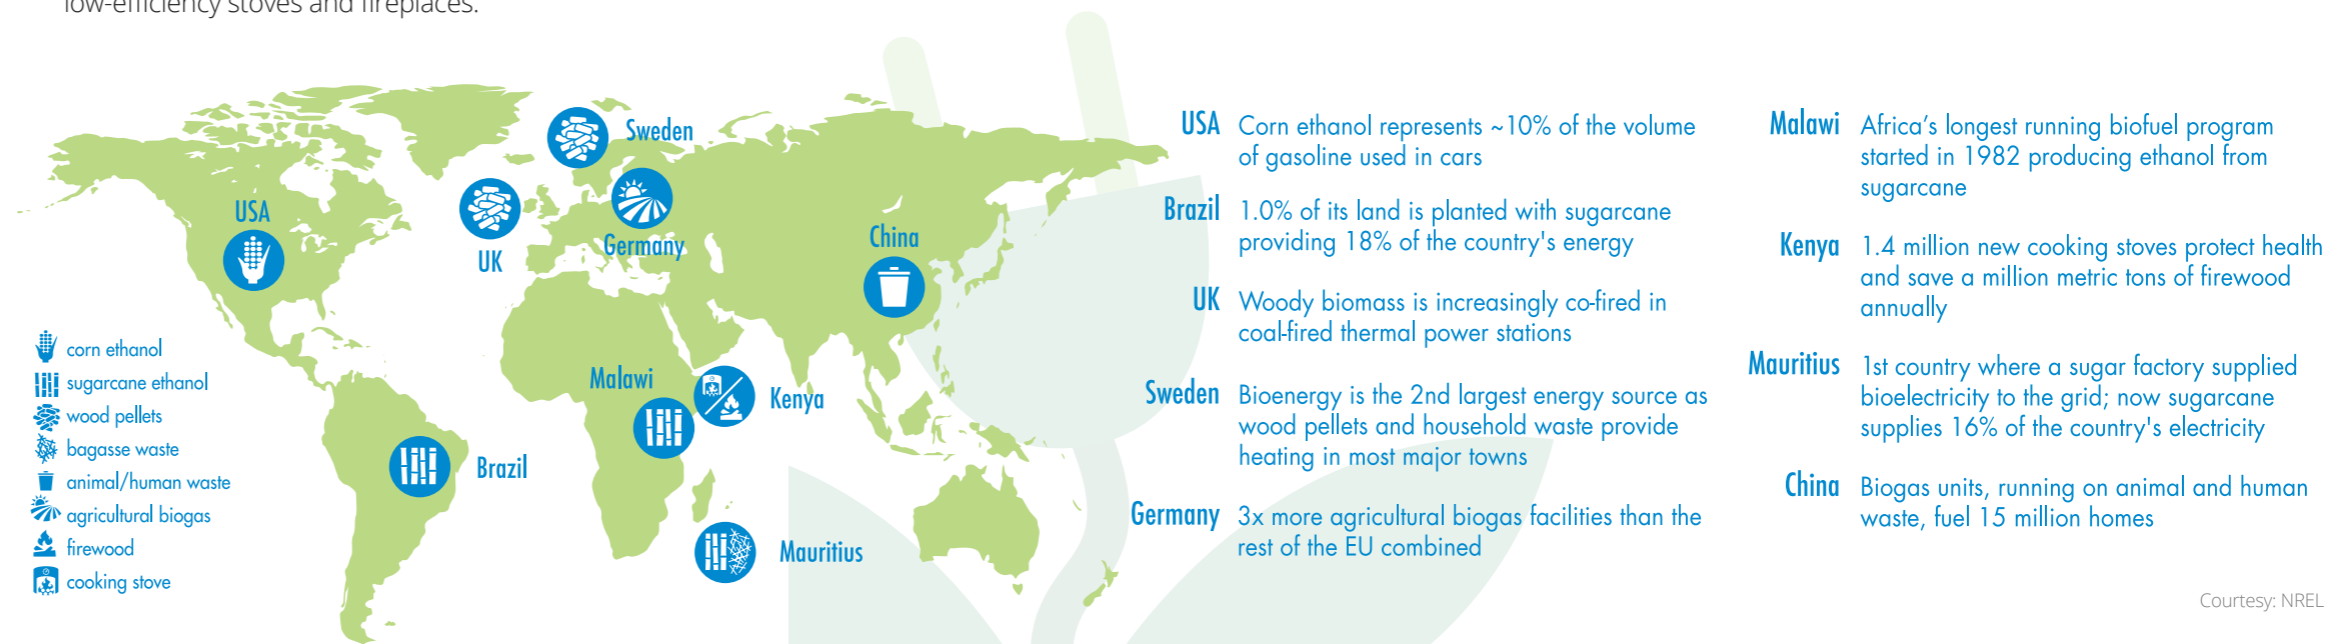 low-efficiency stoves and fireplaces.
Sweden
USA
Germany
UK
China
Malawi
Kenya
Brazil
Mauritius
corn ethanol
sugarcane ethanol
wood pellets
bagasse waste
animal/human waste
agricultural biogas
firewood
cooking stove
USA Corn ethanol represents ~10% of the volume
of gasoline used in cars
Brazil 1.0% of its land is planted with sugarcane
providing 18% of the country's energy
UK Woody biomass is increasingly co-fired in
coal-fired thermal power stations
Sweden Bioenergy is the 2nd largest energy source as
wood pellets and household waste provide
heating in most major towns
Germany 3x more agricultural biogas facilities than the
rest of the EU combined
Malawi Africa’s longest running biofuel program
started in 1982 producing ethanol from
sugarcane
Kenya 1.4 million new cooking stoves protect health
and save a million metric tons of firewood
annually
Mauritius 1st country where a sugar factory supplied
bioelectricity to the grid; now sugarcane
supplies 16% of the country's electricity
China Biogas units, running on animal and human
waste, fuel 15 million homes
Courtesy: NREL